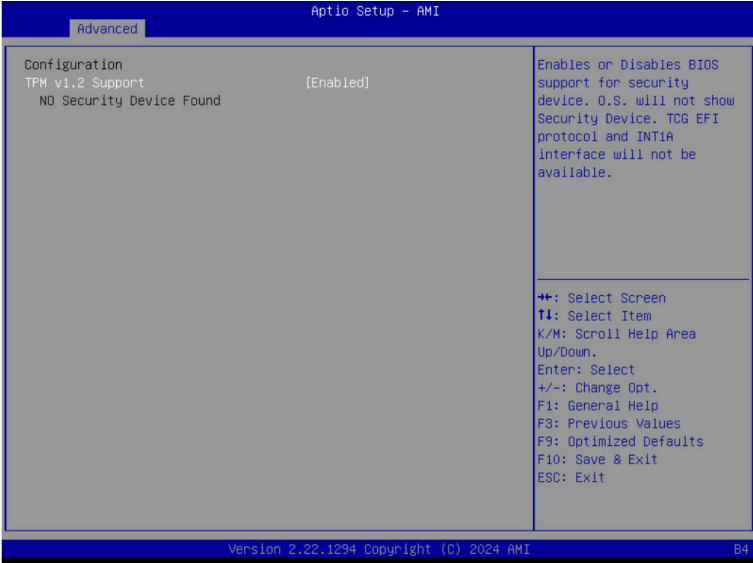 Aptio Setup – AMI
Advanced
Configuration
TPM v1.2 Support [Enabled]
NO Security Device Found
Enables or Disables BIOS
support for security
device. O.S. will not show
Security Device. TCG EFI
protocol and INT1A
interface will not be
available.
→←: Select Screen
↑↓: Select Item
K/M: Scroll Help Area
Up/Down.
Enter: Select
+/-: Change Opt.
F1: General Help
F3: Previous Values
F9: Optimized Defaults
F10: Save & Exit
ESC: Exit
Version 2.22.1294 Copyright (C) 2024 AMI
B4